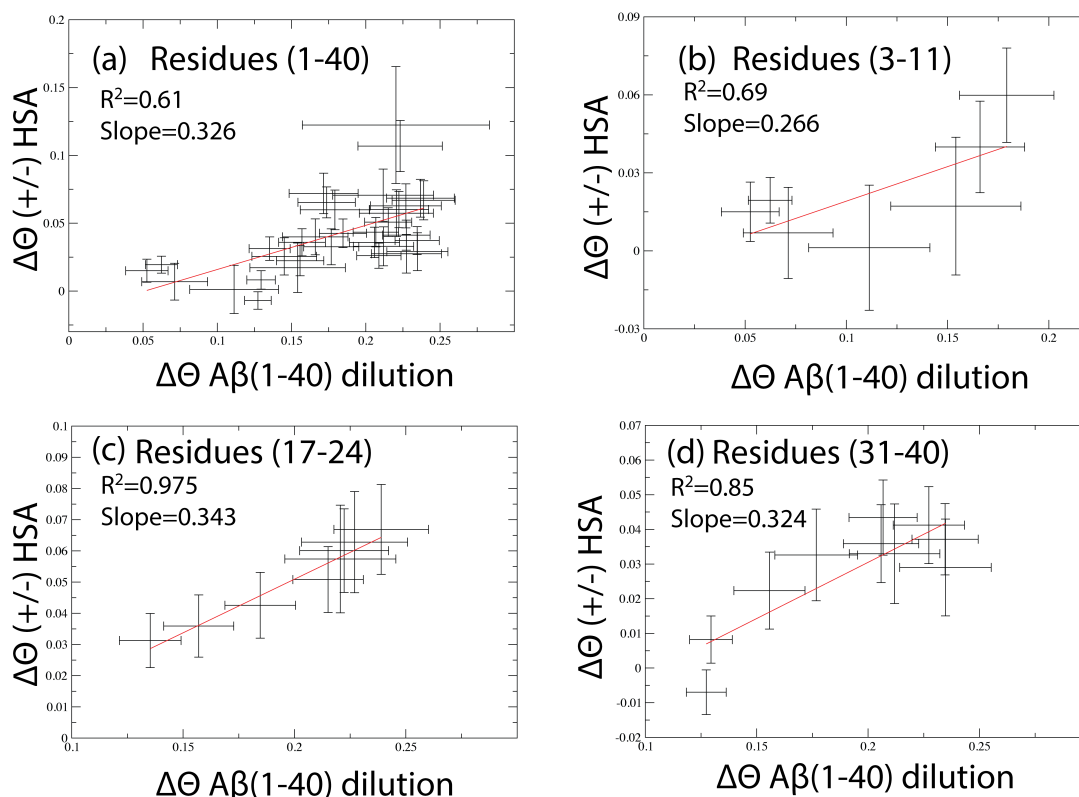 (a) Residues (1-40)
R²=0.61
Slope=0.326
ΔΘ (+/-) HSA
0.2
0.15
0.1
0.05
0
0 0.05 0.1 0.15 0.2 0.25
ΔΘ Aβ(1-40) dilution
(b) Residues (3-11)
R²=0.69
Slope=0.266
ΔΘ (+/-) HSA
0.09
0.06
0.03
0
-0.03
0 0.05 0.1 0.15 0.2
ΔΘ Aβ(1-40) dilution
(c) Residues (17-24)
R²=0.975
Slope=0.343
ΔΘ (+/-) HSA
0.1
0.09
0.08
0.07
0.06
0.05
0.04
0.03
0.02
0.01
0
0.1 0.15 0.2 0.25
ΔΘ Aβ(1-40) dilution
(d) Residues (31-40)
R²=0.85
Slope=0.324
ΔΘ (+/-) HSA
0.07
0.06
0.05
0.04
0.03
0.02
0.01
0
-0.01
-0.02
0.1 0.15 0.2 0.25
ΔΘ Aβ(1-40) dilution